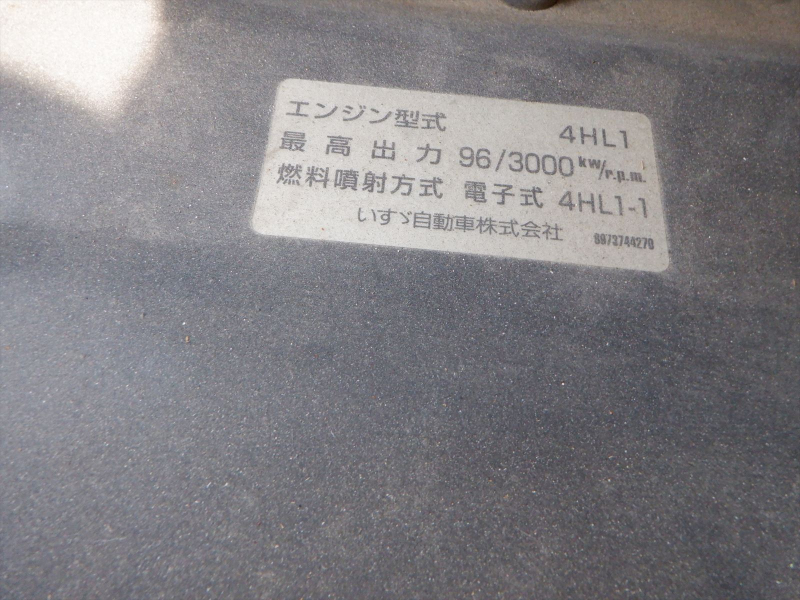 エンジン型式 4HL1
最高出力 96/3000 kw/r.p.m.
燃料噴射方式 電子式 4HL1-1
いすゞ自動車株式会社 8973744270